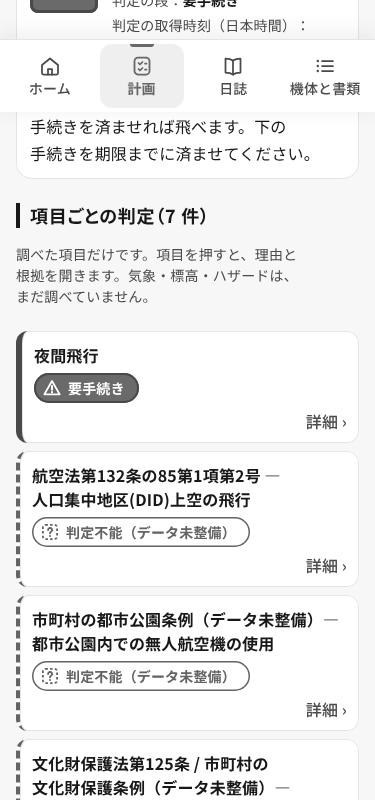 判定の段：要手続き
判定の取得時刻（日本時間）：
ホーム
計画
日誌
機体と書類
手続きを済ませれば飛べます。下の
手続きを期限までに済ませてください。
項目ごとの判定（7 件）
調べた項目だけです。項目を押すと、理由と
根拠を開きます。気象・標高・ハザードは、
まだ調べていません。
夜間飛行
要手続き
詳細 ›
航空法第132条の85第1項第2号 —
人口集中地区(DID)上空の飛行
判定不能（データ未整備）
詳細 ›
市町村の都市公園条例（データ未整備）—
都市公園内での無人航空機の使用
判定不能（データ未整備）
詳細 ›
文化財保護法第125条 / 市町村の
文化財保護条例（データ未整備）—